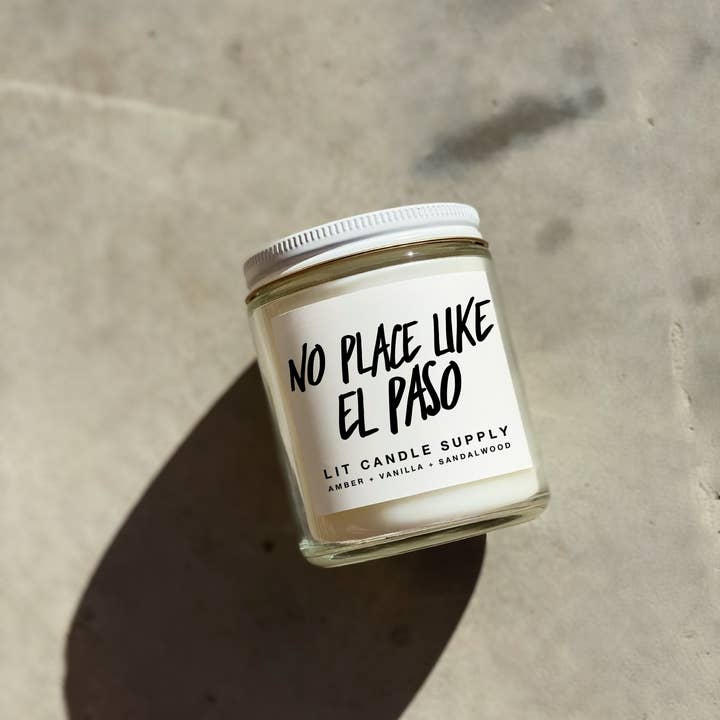 NO PLACE LIKE
EL PASO
LIT CANDLE SUPPLY
AMBER + VANILLA + SANDALWOOD